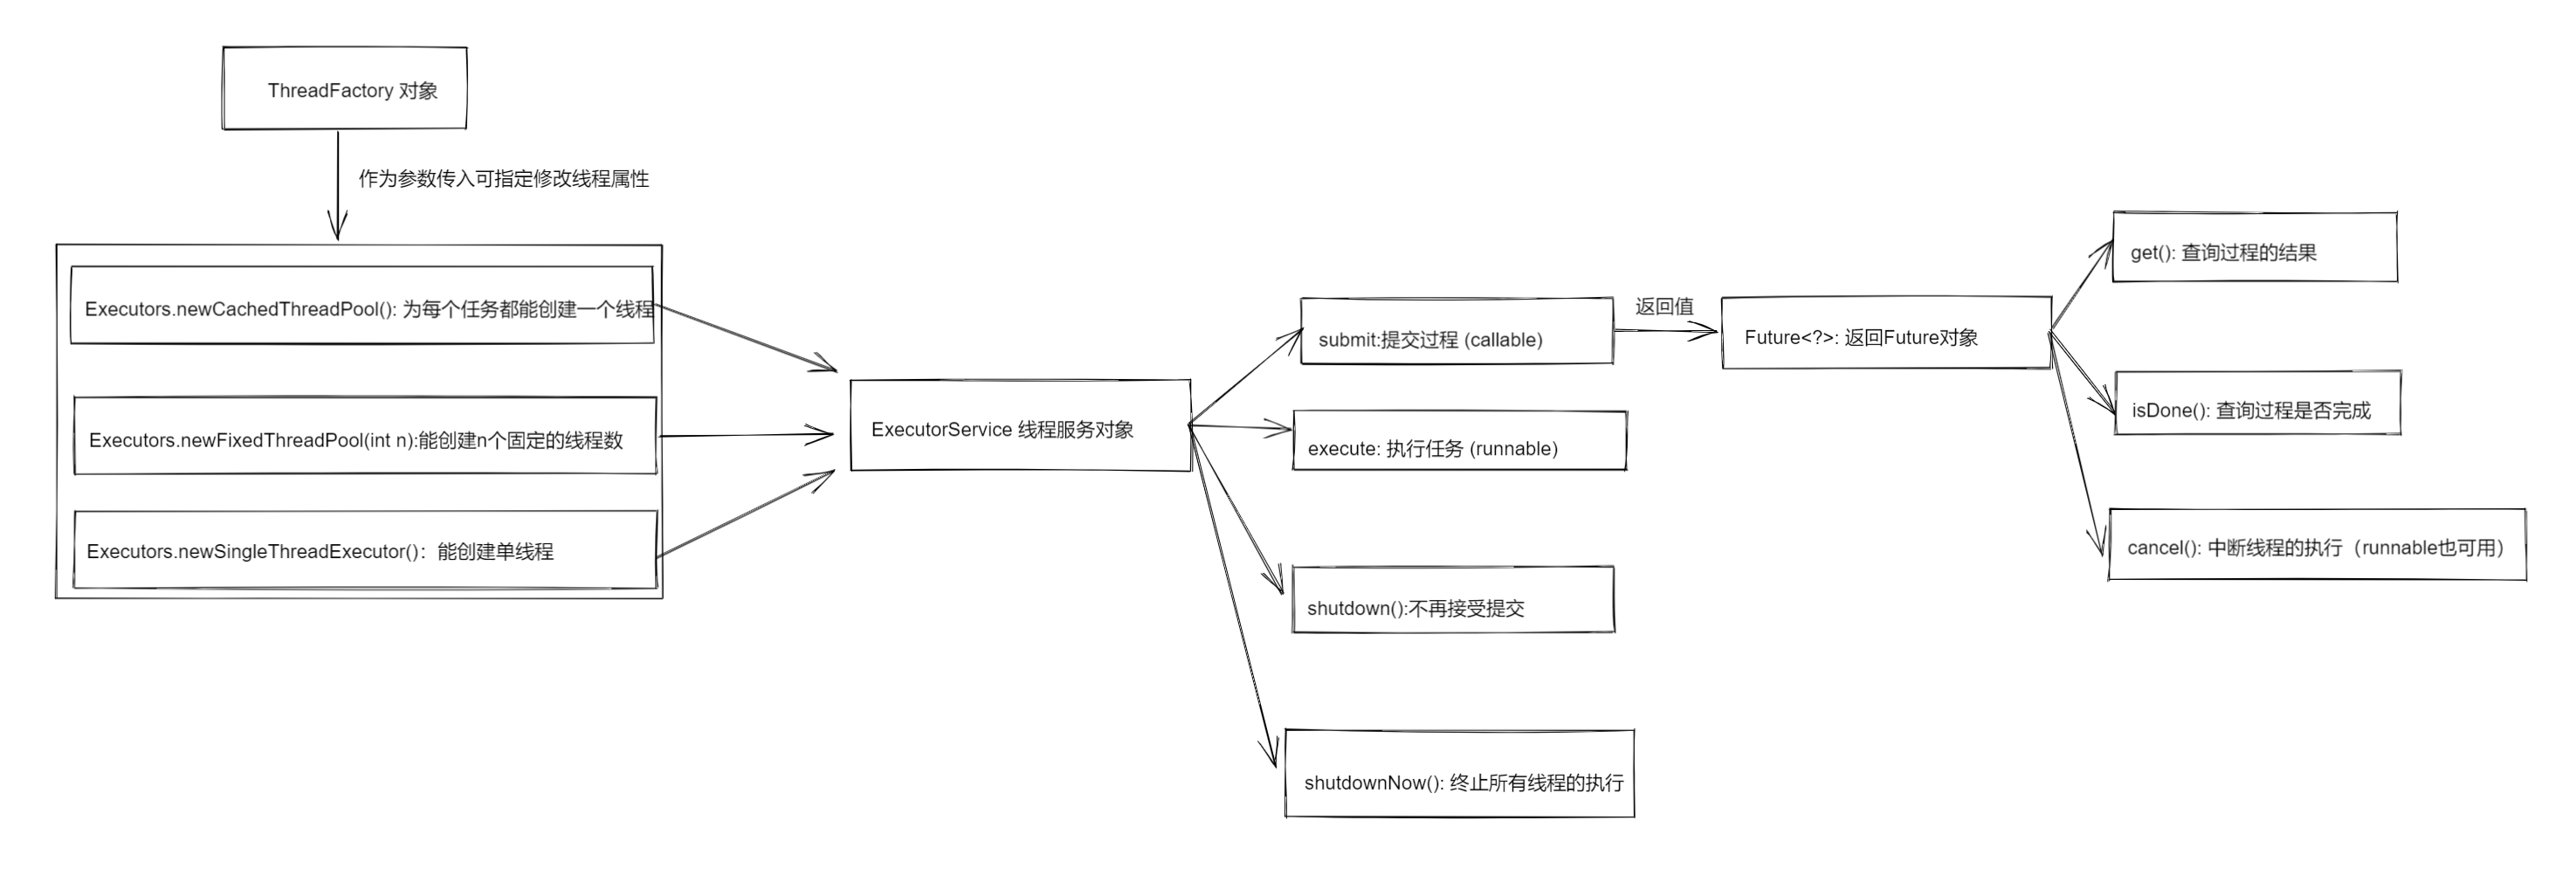 ThreadFactory 对象
作为参数传入可指定修改线程属性
Executors.newCachedThreadPool(): 为每个任务都能创建一个线程
Executors.newFixedThreadPool(int n):能创建n个固定的线程数
Executors.newSingleThreadExecutor()：能创建单线程
ExecutorService 线程服务对象
submit:提交过程 (callable)
execute: 执行任务 (runnable)
shutdown():不再接受提交
shutdownNow(): 终止所有线程的执行
返回值
Future<?>: 返回Future对象
get(): 查询过程的结果
isDone(): 查询过程是否完成
cancel(): 中断线程的执行（runnable也可用）